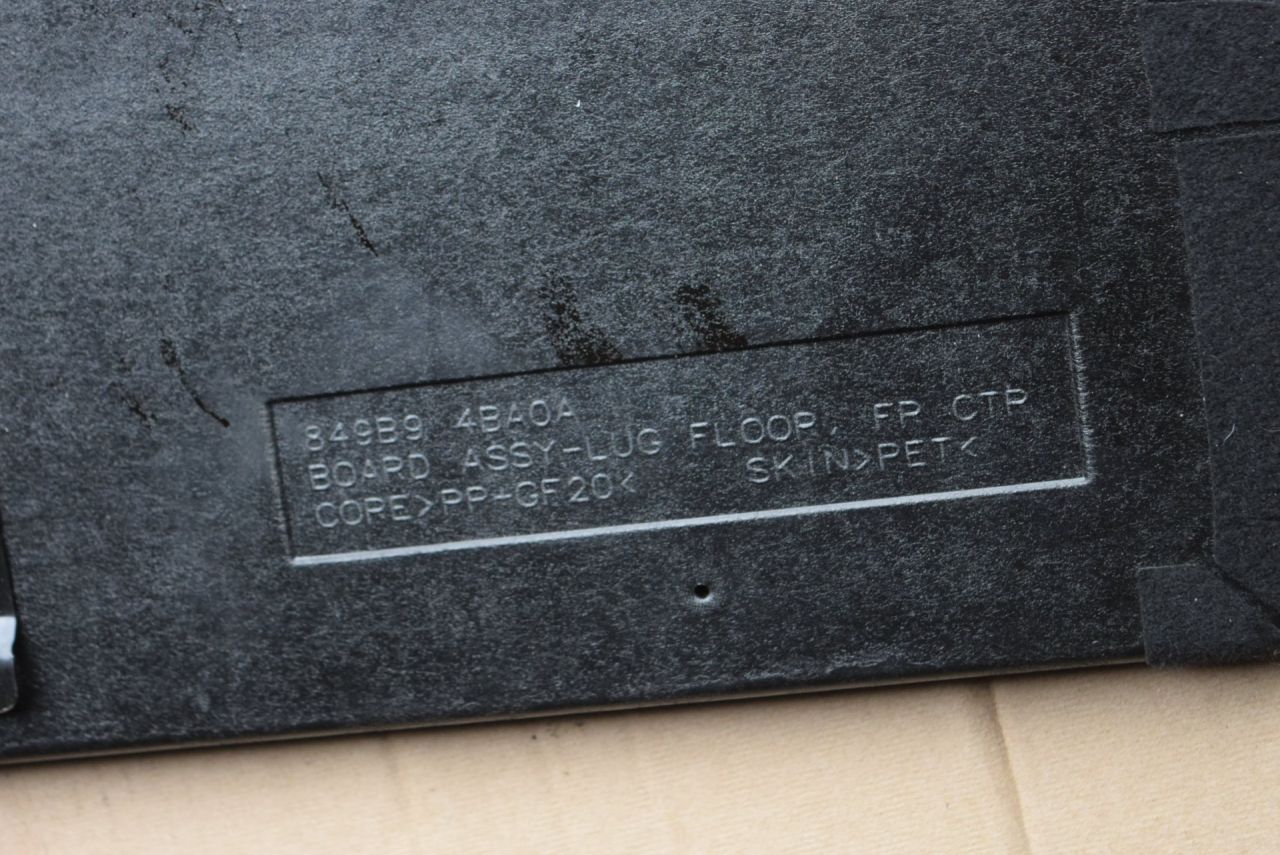 849B9 4BA0A
BOARD ASSY-LUG FLOOR, FR CTR
CORE>PP-GF20< SKIN>PET<